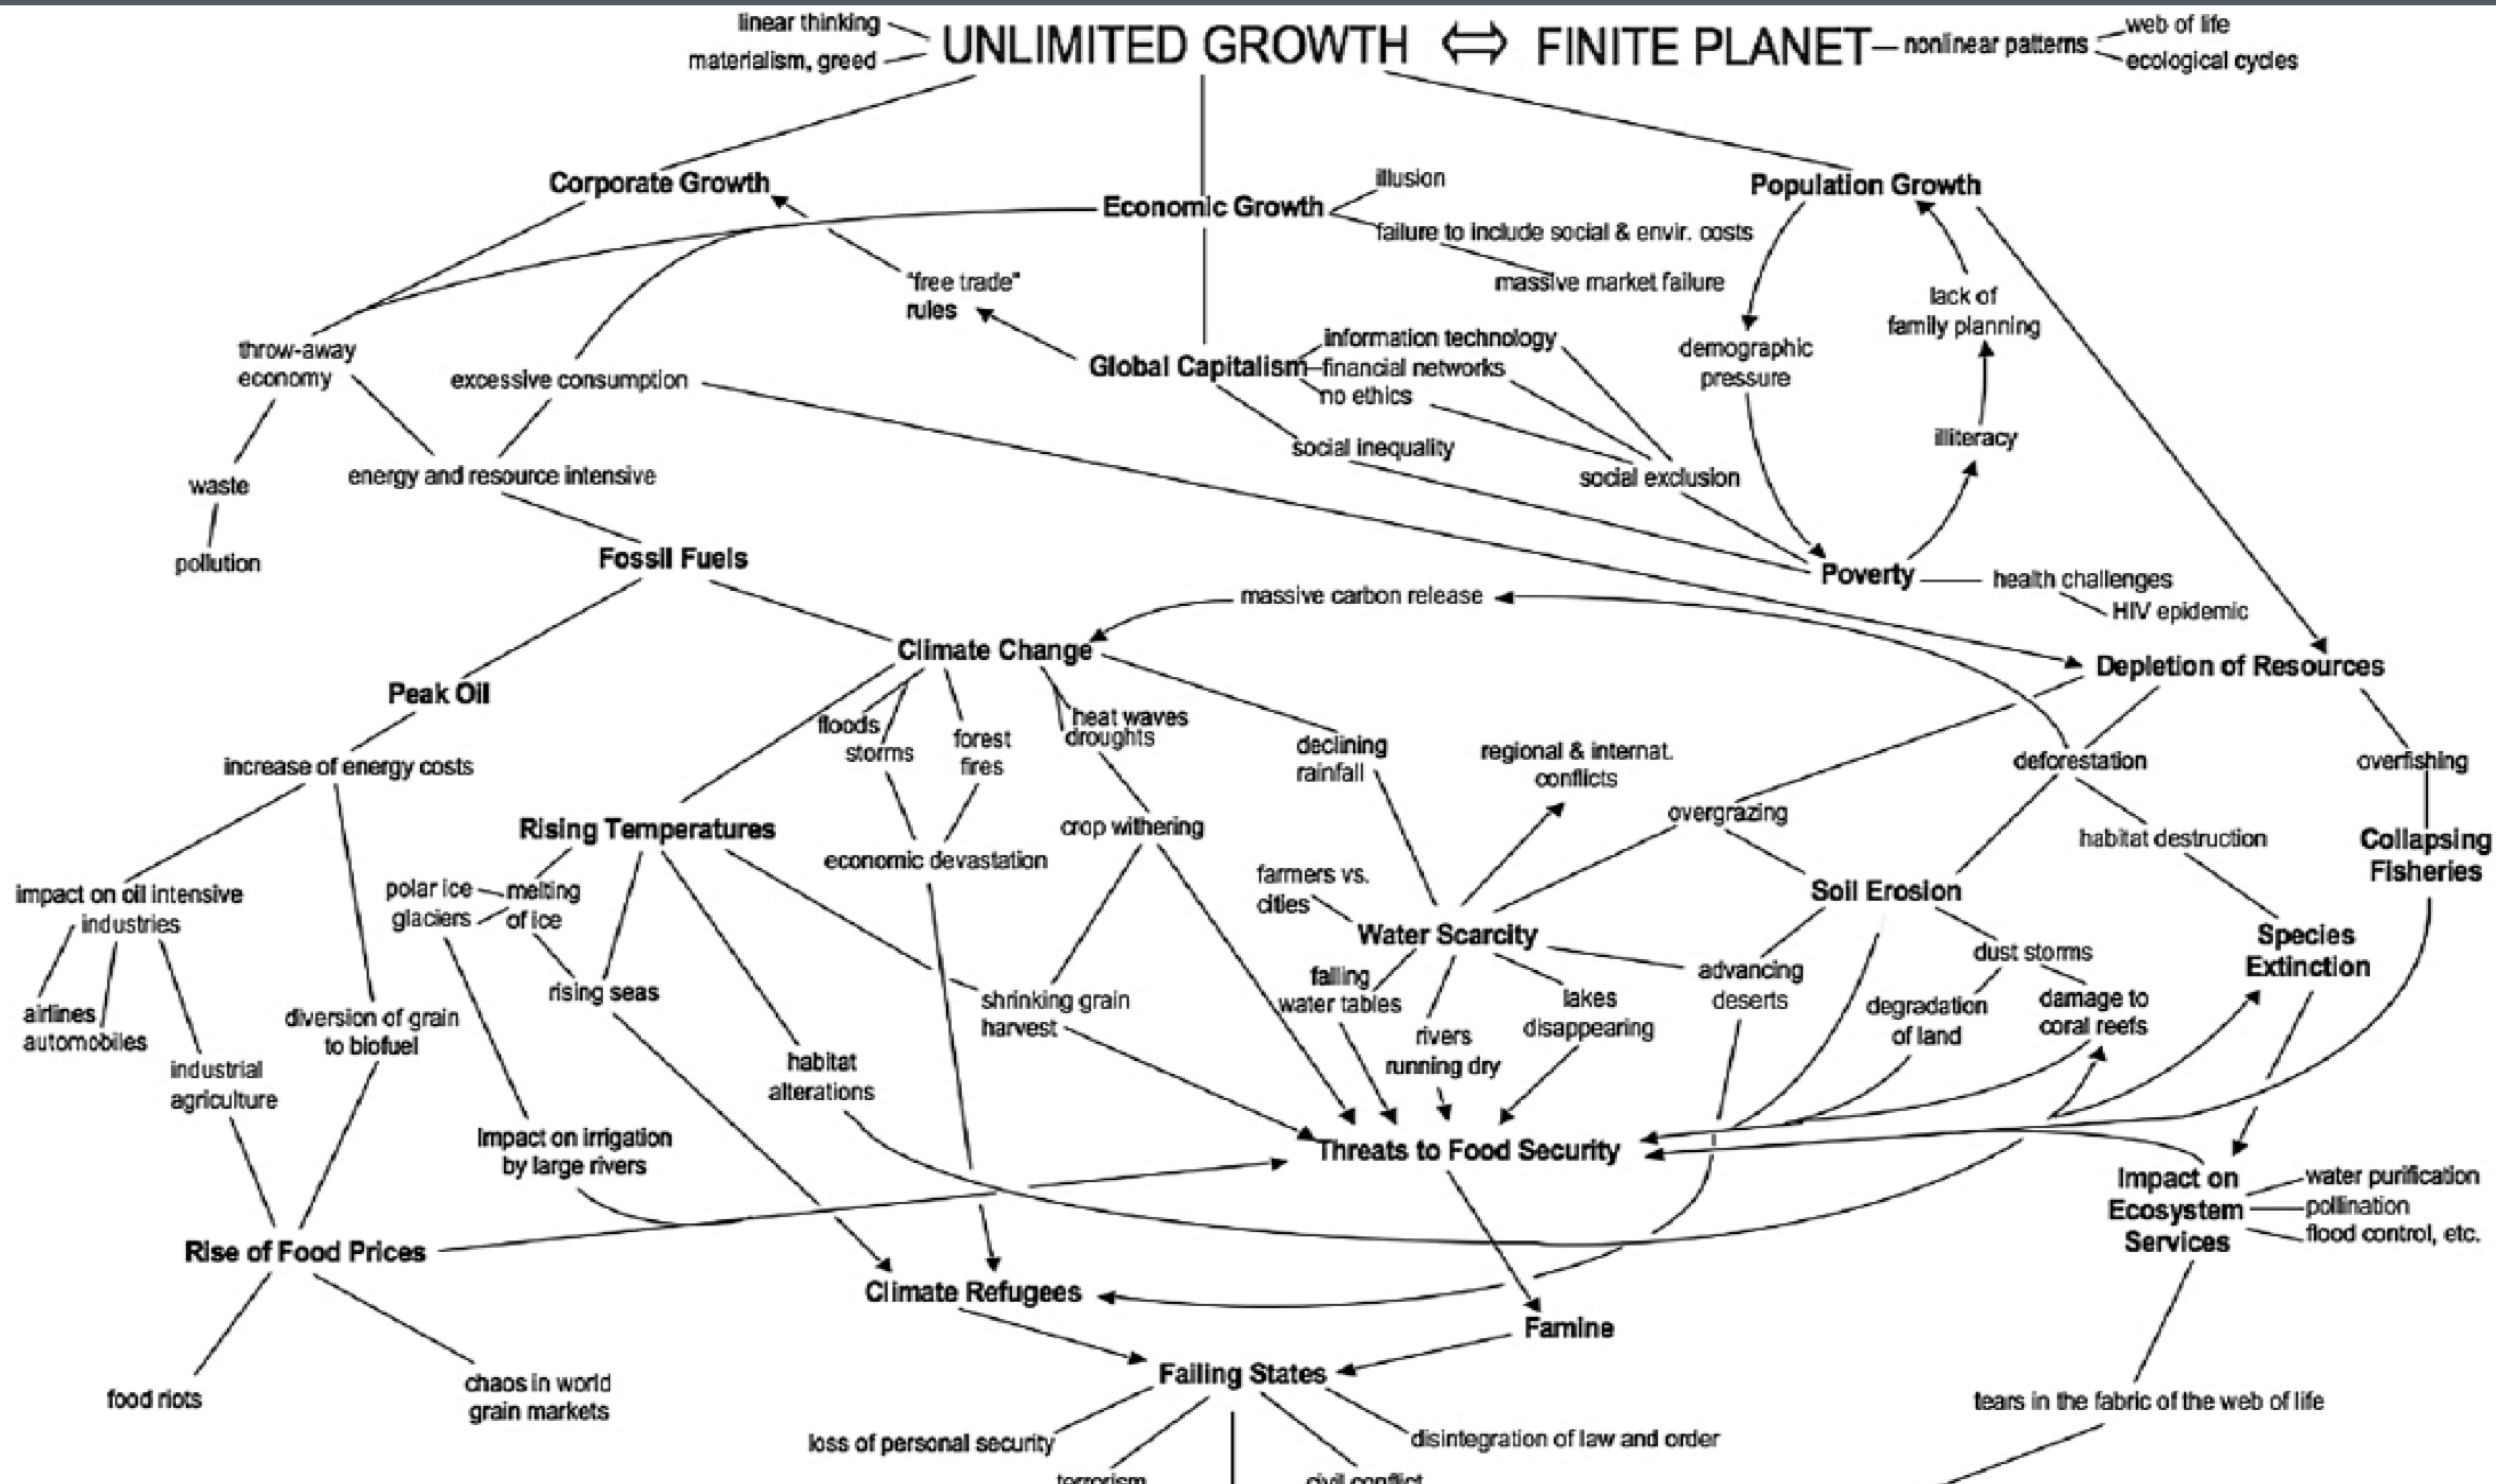 linear thinking
materialism, greed
UNLIMITED GROWTH ⇔ FINITE PLANET
nonlinear patterns
web of life
ecological cycles
Corporate Growth
Economic Growth
illusion
failure to include social & envir. costs
massive market failure
Population Growth
"free trade"
rules
lack of
family planning
throw-away
economy
excessive consumption
Global Capitalism
information technology
financial networks
no ethics
demographic
pressure
social inequality
social exclusion
illiteracy
waste
energy and resource intensive
pollution
Fossil Fuels
Poverty
health challenges
HIV epidemic
massive carbon release
Climate Change
Depletion of Resources
Peak Oil
floods
storms
forest
fires
heat waves
droughts
declining
rainfall
regional & internat.
conflicts
deforestation
overfishing
increase of energy costs
Rising Temperatures
crop withering
overgrazing
habitat destruction
Collapsing
Fisheries
economic devastation
impact on oil intensive
industries
polar ice
glaciers
melting
of ice
farmers vs.
cities
Soil Erosion
Water Scarcity
Species
Extinction
dust storms
rising seas
shrinking grain
harvest
falling
water tables
rivers
running dry
lakes
disappearing
advancing
deserts
degradation
of land
damage to
coral reefs
airlines
automobiles
diversion of grain
to biofuel
industrial
agriculture
habitat
alterations
Impact on irrigation
by large rivers
Threats to Food Security
Impact on
Ecosystem
Services
water purification
pollination
flood control, etc.
Rise of Food Prices
Climate Refugees
Famine
Failing States
food riots
chaos in world
grain markets
tears in the fabric of the web of life
loss of personal security
disintegration of law and order
terrorism
civil conflict